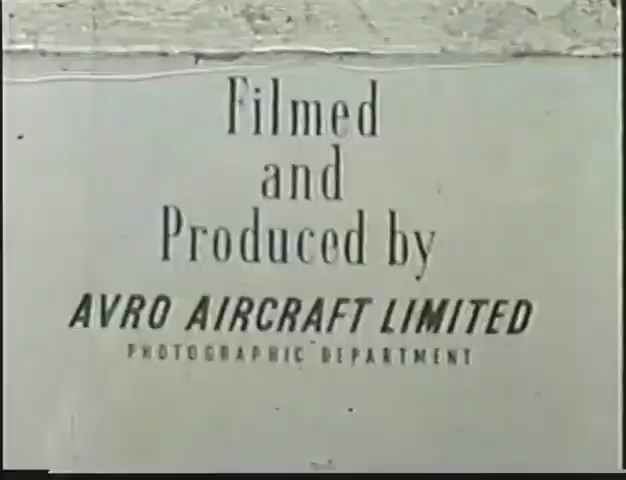 Filmed
and
Produced by
AVRO AIRCRAFT LIMITED
PHOTOGRAPHIC DEPARTMENT